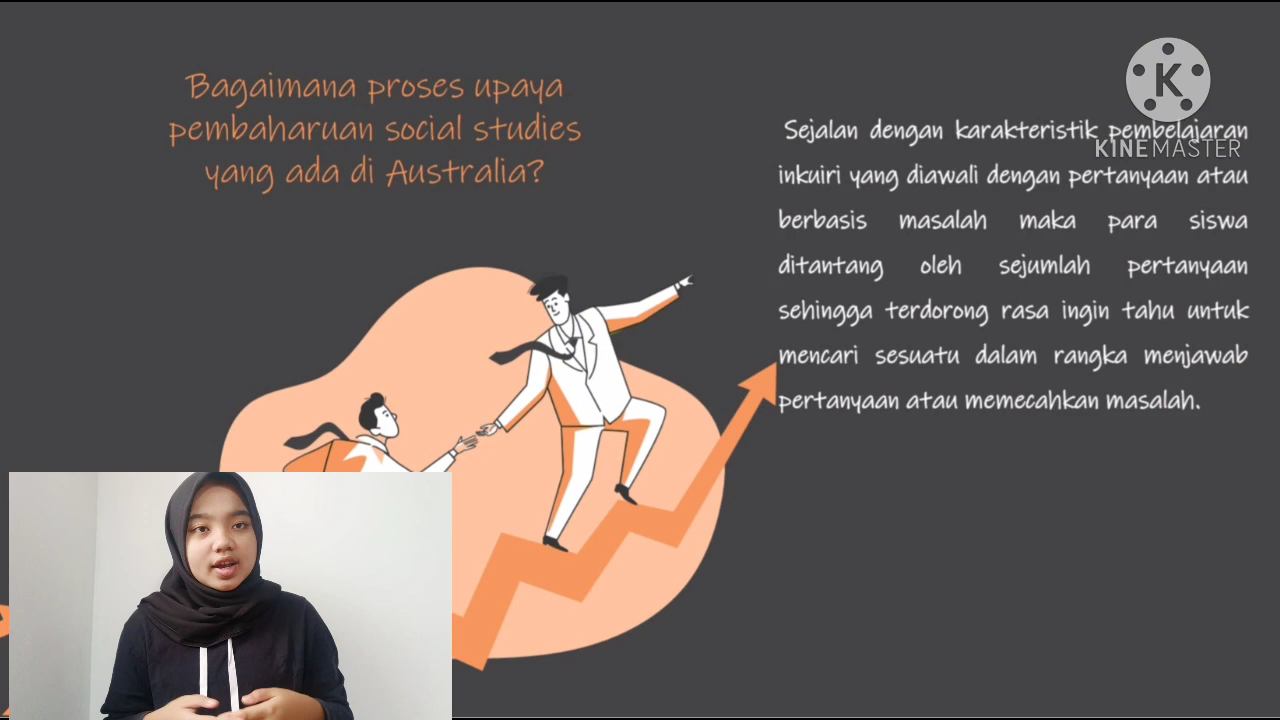 Bagaimana proses upaya
pembaharuan social studies
yang ada di Australia?
K
KINEMASTER
Sejalan dengan karakteristik pembelajaran
inkuiri yang diawali dengan pertanyaan atau
berbasis masalah maka para siswa
ditantang oleh sejumlah pertanyaan
sehingga terdorong rasa ingin tahu untuk
mencari sesuatu dalam rangka menjawab
pertanyaan atau memecahkan masalah.